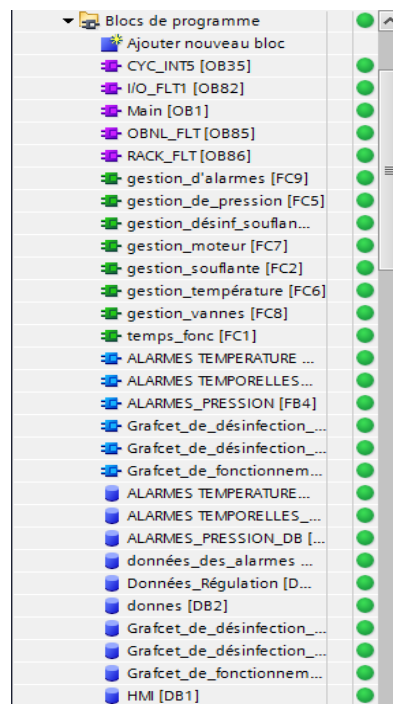 Blocs de programme
Ajouter nouveau bloc
CYC_INT5 [OB35]
I/O_FLT1 [OB82]
Main [OB1]
OBNL_FLT [OB85]
RACK_FLT [OB86]
gestion_d'alarmes [FC9]
gestion_de_pression [FC5]
gestion_désinf_souflan...
gestion_moteur [FC7]
gestion_souflante [FC2]
gestion_température [FC6]
gestion_vannes [FC8]
temps_fonc [FC1]
ALARMES TEMPERATURE ...
ALARMES TEMPORELLES...
ALARMES_PRESSION [FB4]
Grafcet_de_désinfection_...
Grafcet_de_désinfection_...
Grafcet_de_fonctionnem...
ALARMES TEMPERATURE...
ALARMES TEMPORELLES_...
ALARMES_PRESSION_DB [...
données_des_alarmes ...
Données_Régulation [D...
donnes [DB2]
Grafcet_de_désinfection_...
Grafcet_de_désinfection_...
Grafcet_de_fonctionnem...
HMI [DB1]